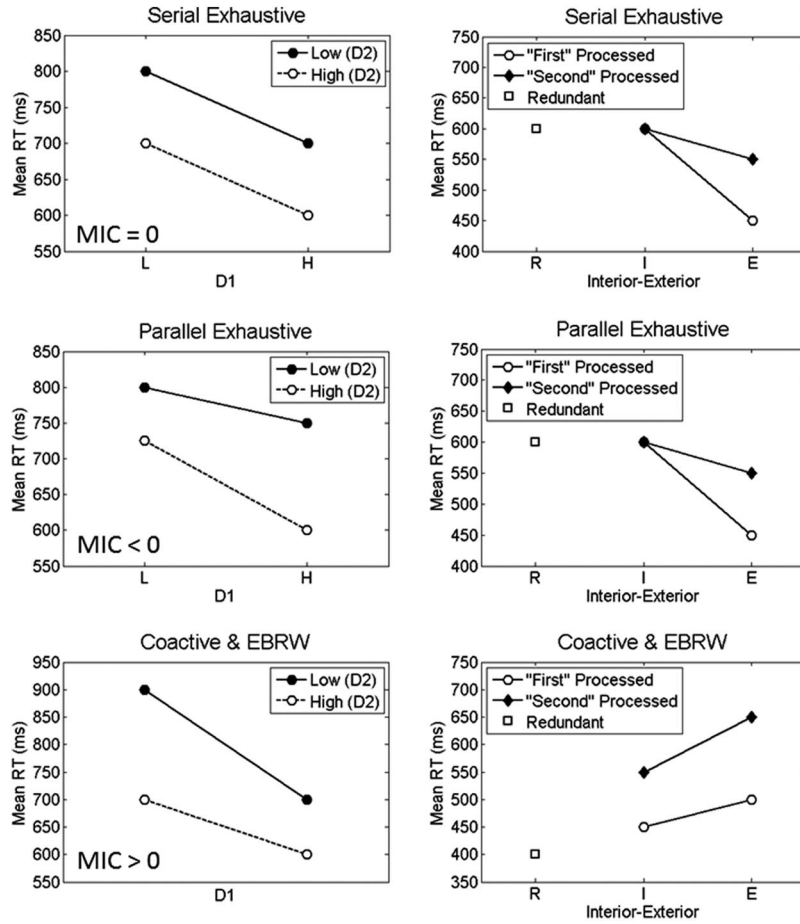 Serial Exhaustive
850
800
750
700
650
600
550
Mean RT (ms)
Low (D2)
High (D2)
MIC = 0
L H
D1
Serial Exhaustive
750
700
650
600
550
500
450
400
Mean RT (ms)
"First" Processed
"Second" Processed
Redundant
R I E
Interior-Exterior
Parallel Exhaustive
850
800
750
700
650
600
550
Mean RT (ms)
Low (D2)
High (D2)
MIC < 0
L H
D1
Parallel Exhaustive
750
700
650
600
550
500
450
400
Mean RT (ms)
"First" Processed
"Second" Processed
Redundant
R I E
Interior-Exterior
Coactive & EBRW
950
900
850
800
750
700
650
600
550
Mean RT (ms)
Low (D2)
High (D2)
MIC > 0
D1
Coactive & EBRW
750
700
650
600
550
500
450
400
350
Mean RT (ms)
"First" Processed
"Second" Processed
Redundant
R I E
Interior-Exterior